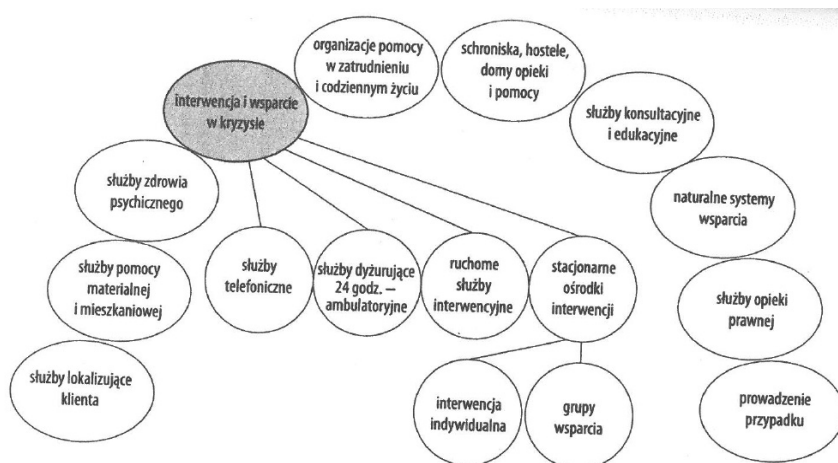 organizacje pomocy
w zatrudnieniu
i codziennym życiu
schroniska, hostele,
domy opieki
i pomocy
interwencja i wsparcie
w kryzysie
służby konsultacyjne
i edukacyjne
służby zdrowia
psychicznego
naturalne systemy
wsparcia
służby pomocy
materialnej
i mieszkaniowej
służby
telefoniczne
służby dyżurujące
24 godz. –
ambulatoryjne
ruchome
służby
interwencyjne
stacjonarne
ośrodki
interwencji
służby opieki
prawnej
służby lokalizujące
klienta
interwencja
indywidualna
grupy
wsparcia
prowadzenie
przypadku